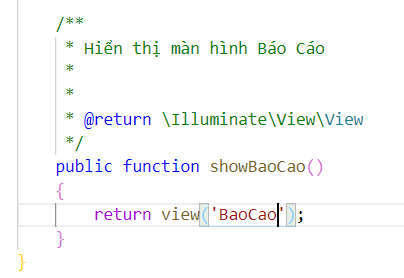 /**
* Hiển thị màn hình Báo Cáo
*
*
* @return \Illuminate\View\View
*/
public function showBaoCao()
{
return view('BaoCao');
}
}